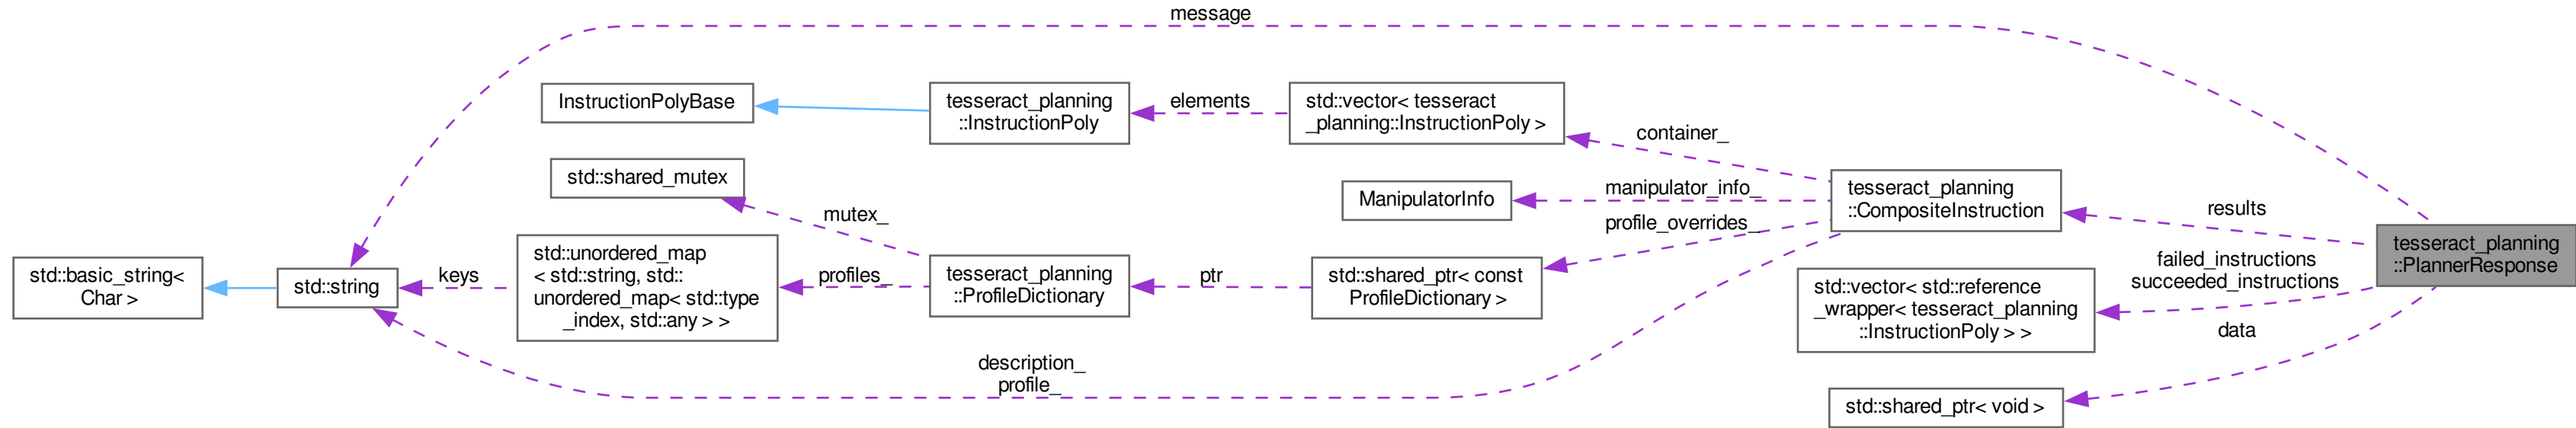 message
InstructionPolyBase
tesseract_planning
::InstructionPoly
elements
std::vector< tesseract
_planning::InstructionPoly >
container_
std::shared_mutex
mutex_
ManipulatorInfo
manipulator_info_
profile_overrides_
tesseract_planning
::CompositeInstruction
results
tesseract_planning
::PlannerResponse
std::basic_string<
Char >
std::string
keys
std::unordered_map
< std::string, std::
unordered_map< std::type
_index, std::any > >
profiles_
tesseract_planning
::ProfileDictionary
ptr
std::shared_ptr< const
ProfileDictionary >
failed_instructions
succeeded_instructions
std::vector< std::reference
_wrapper< tesseract_planning
::InstructionPoly > >
data
description_
profile_
std::shared_ptr< void >